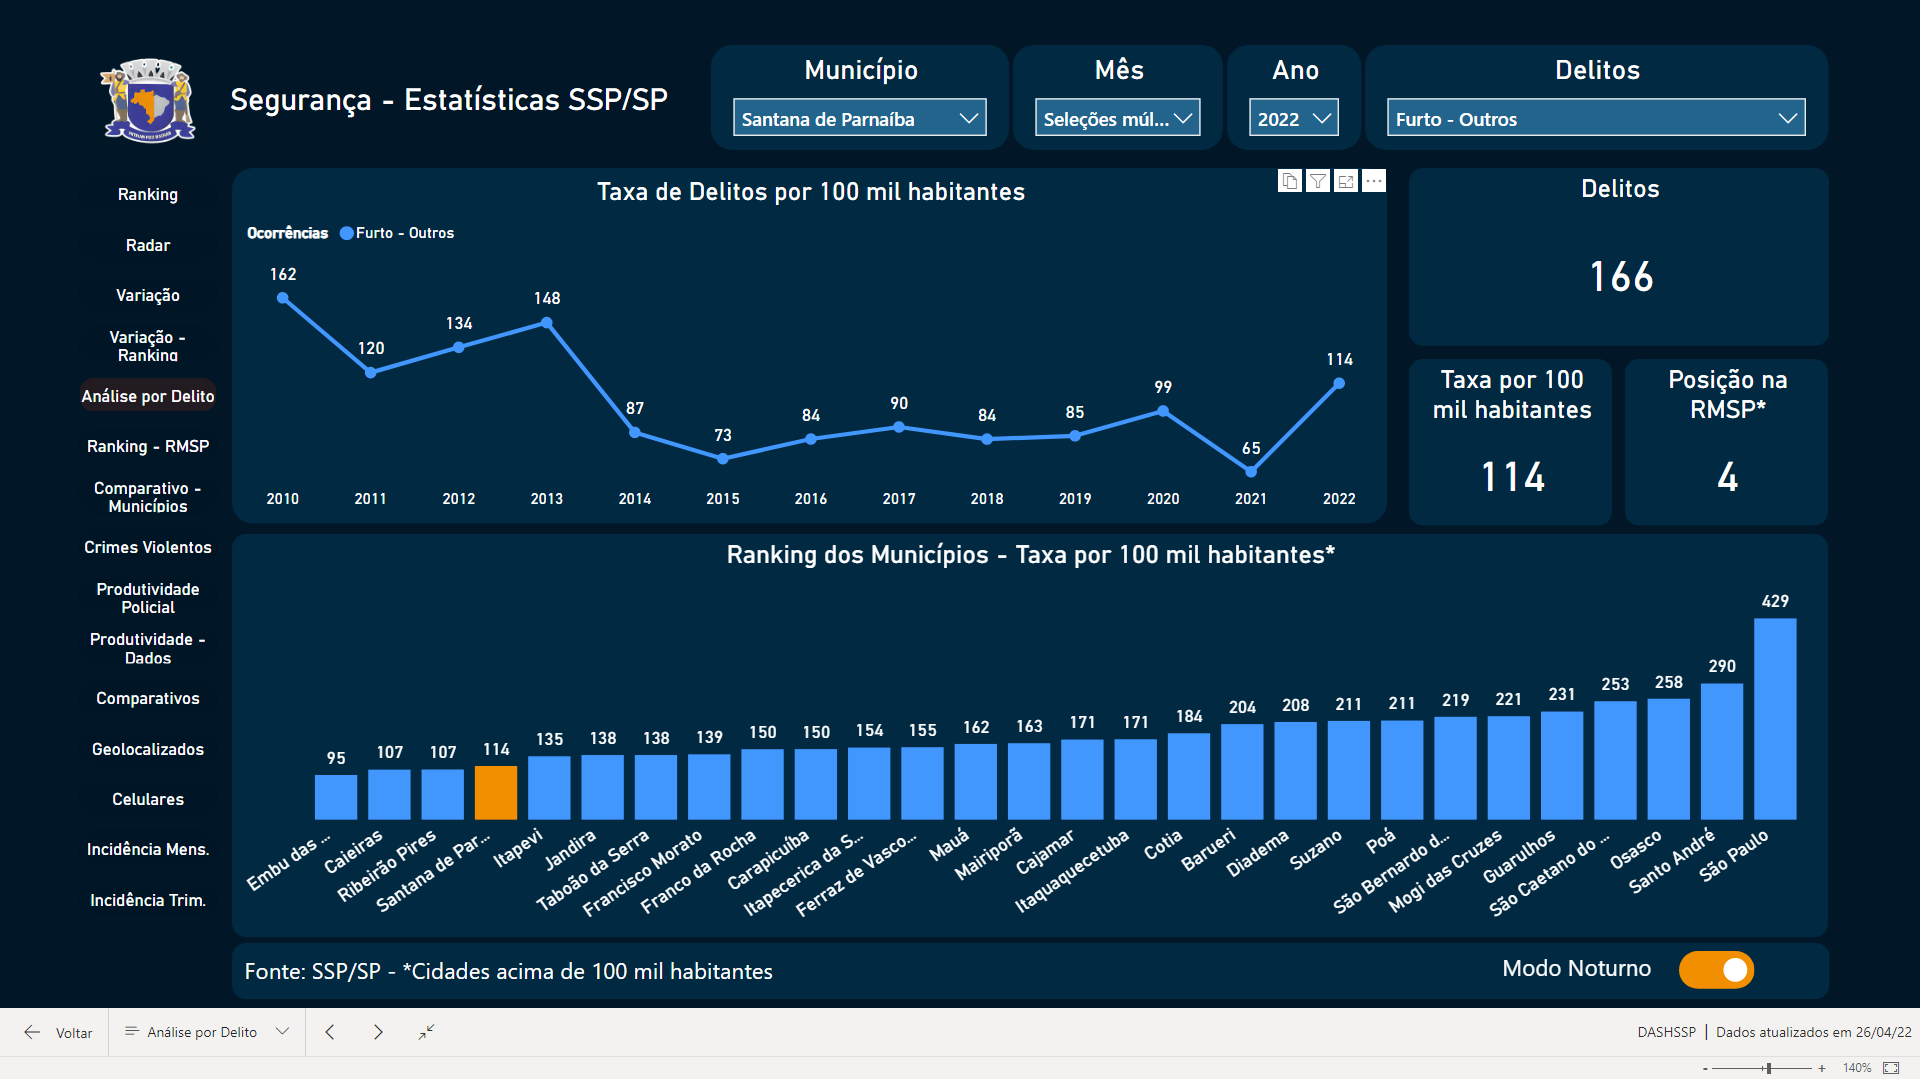 Segurança - Estatísticas SSP/SP
Município
Santana de Parnaíba
Mês
Seleções múl...
Ano
2022
Delitos
Furto - Outros
Ranking
Radar
Variação
Variação -
Ranking
Análise por Delito
Ranking - RMSP
Comparativo -
Municípios
Crimes Violentos
Produtividade
Policial
Produtividade -
Dados
Comparativos
Geolocalizados
Celulares
Incidência Mens.
Incidência Trim.
Taxa de Delitos por 100 mil habitantes
Ocorrências Furto - Outros
162
120
134
148
87
73
84
90
84
85
99
65
114
2010 2011 2012 2013 2014 2015 2016 2017 2018 2019 2020 2021 2022
Delitos
166
Taxa por 100
mil habitantes
114
Posição na
RMSP*
4
Ranking dos Municípios - Taxa por 100 mil habitantes*
95 107 107 114 135 138 138 139 150 150 154 155 162 163 171 171 184 204 208 211 211 219 221 231 253 258 290 429
Embu das ...
Caieiras
Ribeirão Pires
Santana de Par...
Itapevi
Jandira
Taboão da Serra
Francisco Morato
Franco da Rocha
Carapicuíba
Itapecerica da S...
Ferraz de Vasco...
Mauá
Mairiporã
Cajamar
Itaquaquecetuba
Cotia
Barueri
Diadema
Suzano
Poá
São Bernardo d...
Mogi das Cruzes
Guarulhos
São Caetano do ...
Osasco
Santo André
São Paulo
Fonte: SSP/SP - *Cidades acima de 100 mil habitantes
Modo Noturno
Voltar
Análise por Delito
DASHSSP | Dados atualizados em 26/04/22
- + 140%